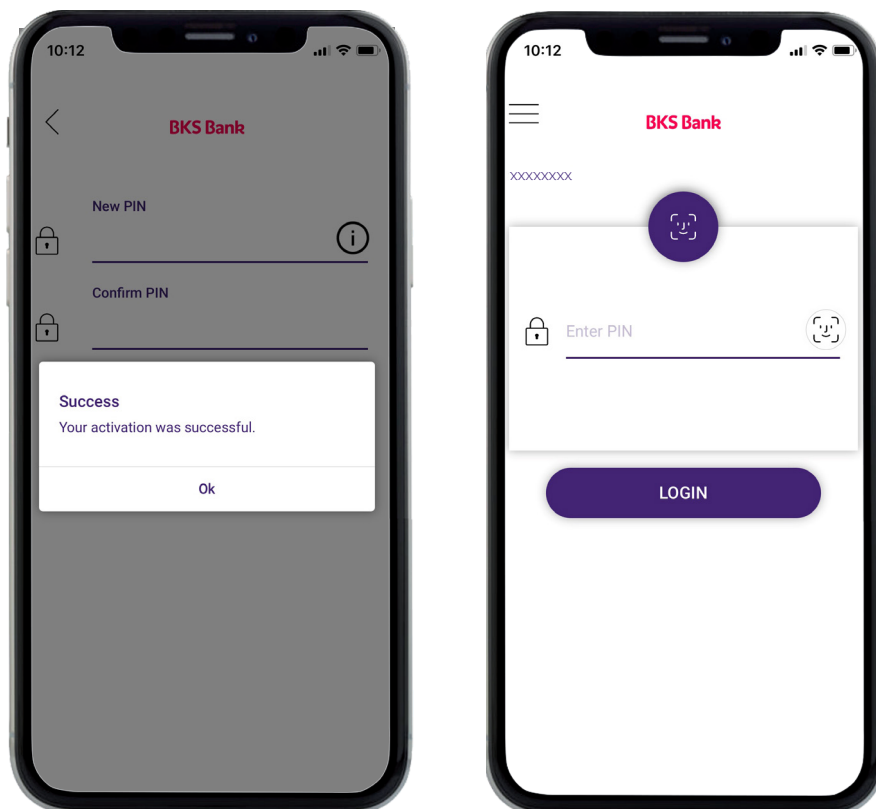 10:12
BKS Bank
New PIN
Confirm PIN
Success
Your activation was successful.
Ok
10:12
BKS Bank
xxxxxxxx
Enter PIN
LOGIN